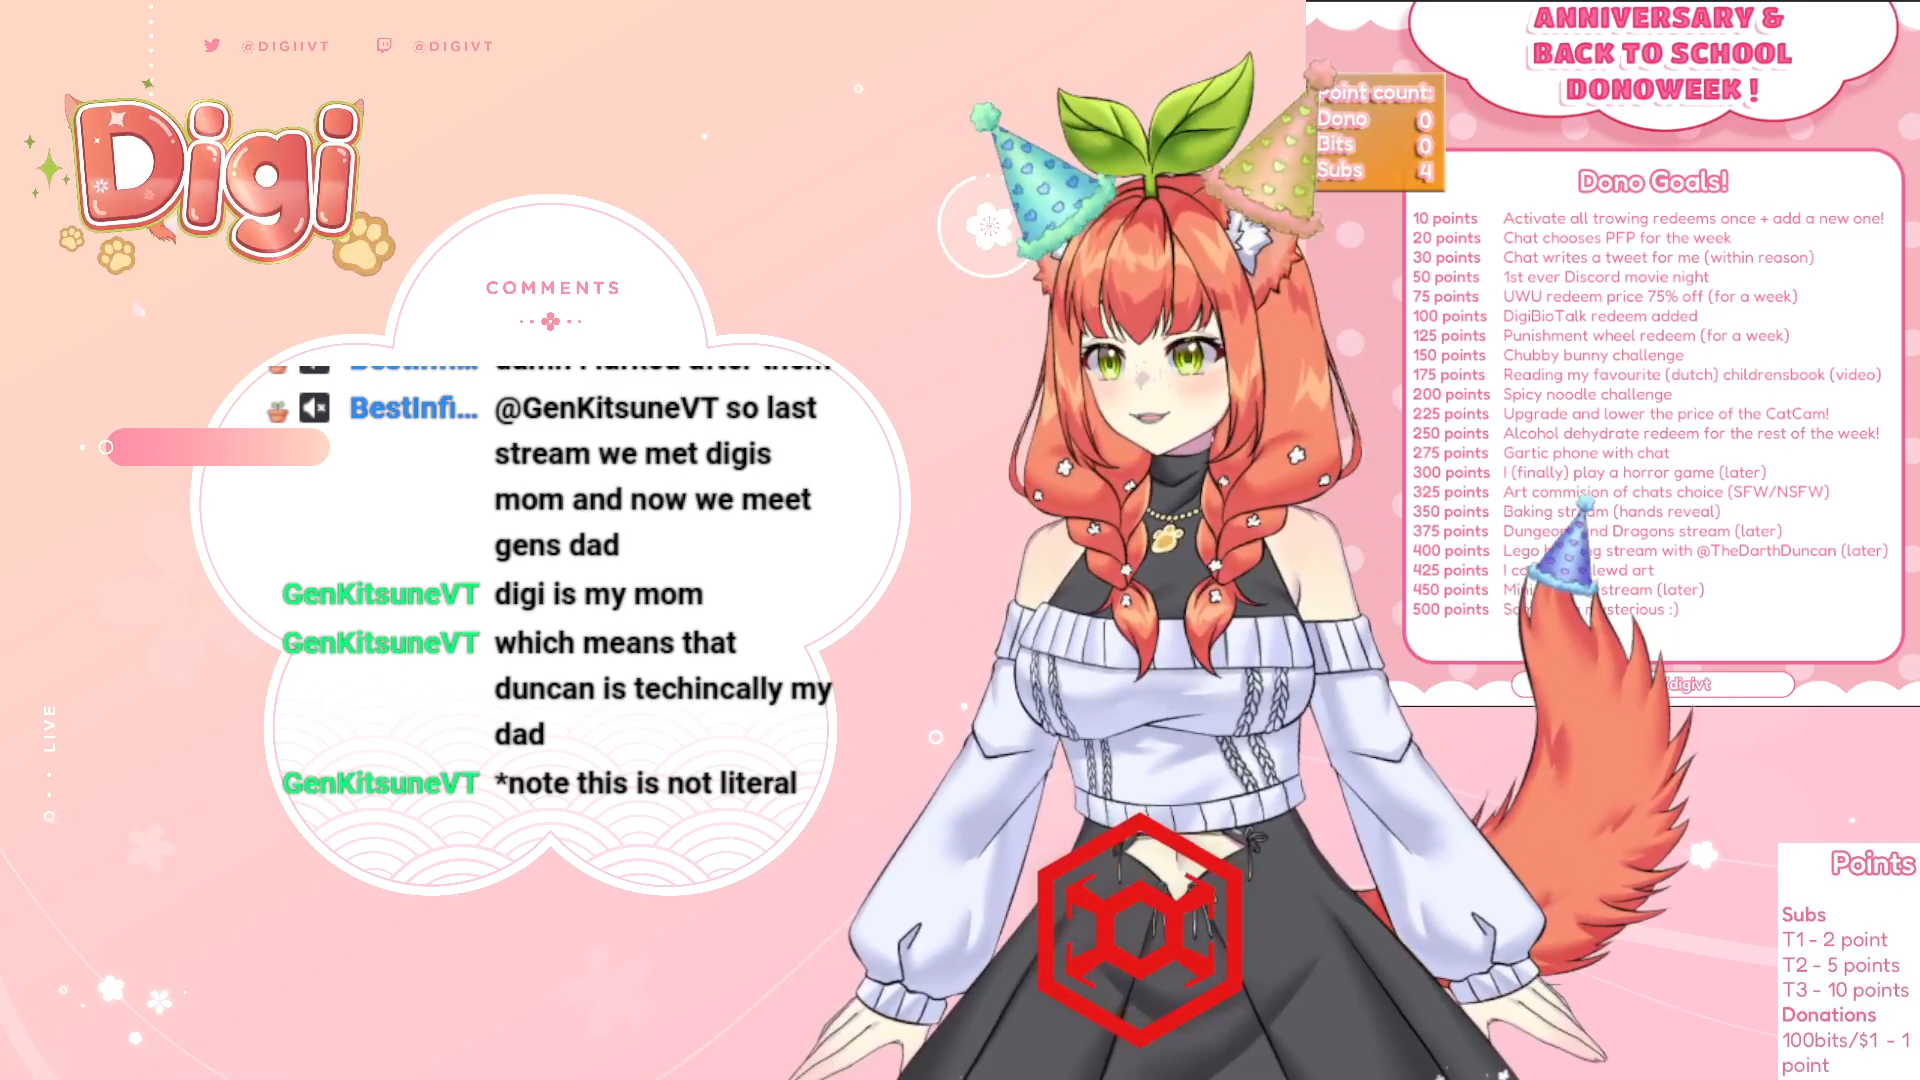 @DIGIIVT @DIGIVT
Digi
COMMENTS
BestInfi... @GenKitsuneVT so last
stream we met digis
mom and now we meet
gens dad
GenKitsuneVT digi is my mom
GenKitsuneVT which means that
duncan is techincally my
dad
GenKitsuneVT *note this is not literal
LIVE
ANNIVERSARY &
BACK TO SCHOOL
DONOWEEK !
Point count:
Dono 0
Bits 0
Subs 4
Dono Goals!
10 points Activate all trowing redeems once + add a new one!
20 points Chat chooses PFP for the week
30 points Chat writes a tweet for me (within reason)
50 points 1st ever Discord movie night
75 points UWU redeem price 75% off (for a week)
100 points DigiBioTalk redeem added
125 points Punishment wheel redeem (for a week)
150 points Chubby bunny challenge
175 points Reading my favourite (dutch) childrensbook (video)
200 points Spicy noodle challenge
225 points Upgrade and lower the price of the CatCam!
250 points Alcohol dehydrate redeem for the rest of the week!
275 points Gartic phone with chat
300 points I (finally) play a horror game (later)
325 points Art commision of chats choice (SFW/NSFW)
350 points Baking stream (hands reveal)
375 points Dungeons and Dragons stream (later)
400 points Lego stream with @TheDarthDuncan (later)
425 points I lewd art
450 points stream (later)
500 points mysterious :)
digivt
Points
Subs
T1 - 2 point
T2 - 5 points
T3 - 10 points
Donations
100bits/$1 - 1
point